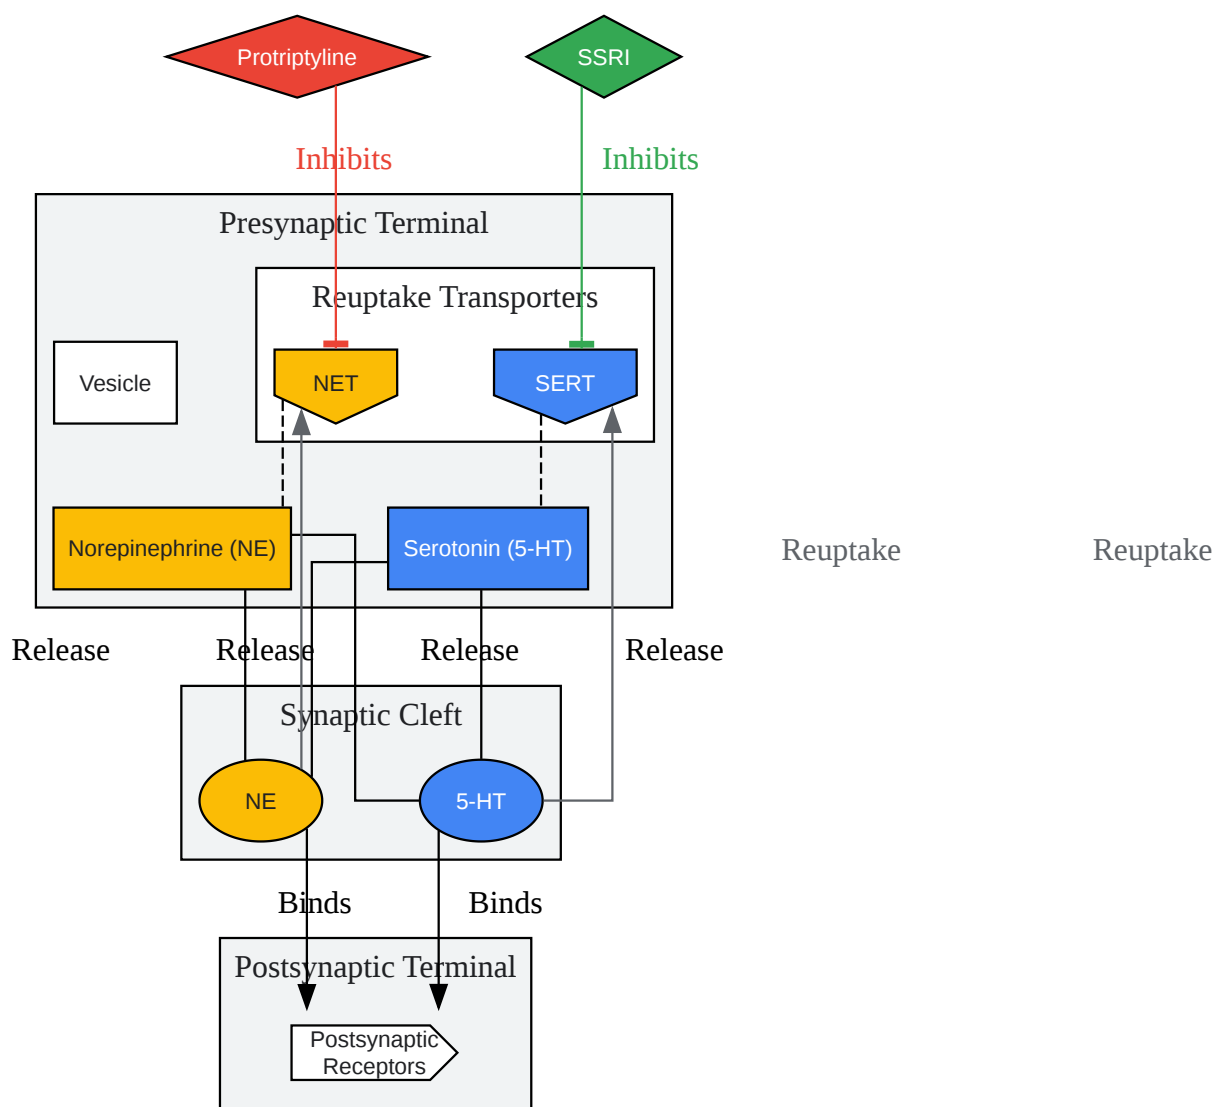 Protriptyline
SSRI
Inhibits
Inhibits
Presynaptic Terminal
Reuptake Transporters
Vesicle
NET
SERT
Norepinephrine (NE)
Serotonin (5-HT)
Reuptake
Reuptake
Release
Release
Release
Release
Synaptic Cleft
NE
5-HT
Binds
Binds
Postsynaptic Terminal
Postsynaptic
Receptors